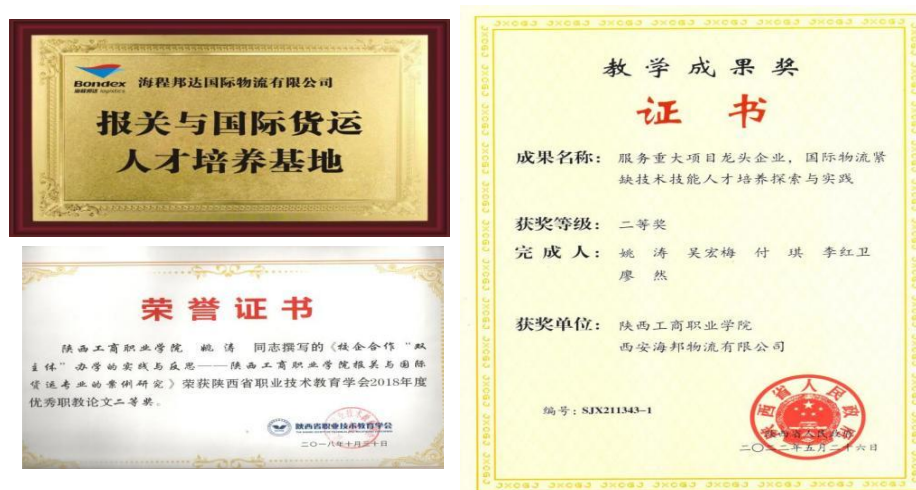 Bondex 海程邦达国际物流有限公司
海程邦达 logistics
报关与国际货运
人才培养基地
荣誉证书
陕西工商职业学院 姚涛 同志撰写的《校企合作“双
主体”办学的实践与反思——陕西工商职业学院报关与国际
货运专业的案例研究》荣获陕西省职业技术教育学会2018年度
优秀职教论文二等奖。
陕西省职业技术教育学会
二〇一八年十月三十日
教学成果奖
证书
成果名称： 服务重大项目龙头企业，国际物流紧
缺技术技能人才培养探索与实践
获奖等级： 二等奖
完成人： 姚涛 吴宏梅 付琪 李红卫
廖然
获奖单位： 陕西工商职业学院
西安海邦物流有限公司
编号：SJX211343-1
陕西省人民政府
二〇二二年五月二十六日